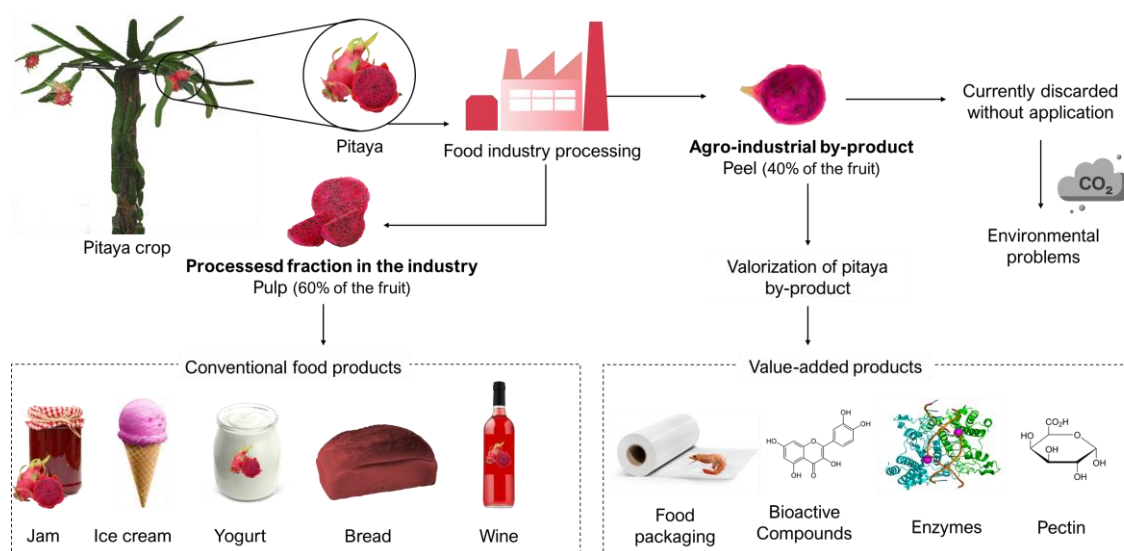 Pitaya crop
Pitaya
Food industry processing
Agro-industrial by-product
Peel (40% of the fruit)
Currently discarded
without application
CO₂
Environmental
problems
Processesd fraction in the industry
Pulp (60% of the fruit)
Valorization of pitaya
by-product
Conventional food products
Jam
Ice cream
Yogurt
Bread
Wine
Value-added products
Food
packaging
OH
OH
HO
O
OH
OH
O
Bioactive
Compounds
Enzymes
CO₂H
HO
O
HO
OH
OH
Pectin